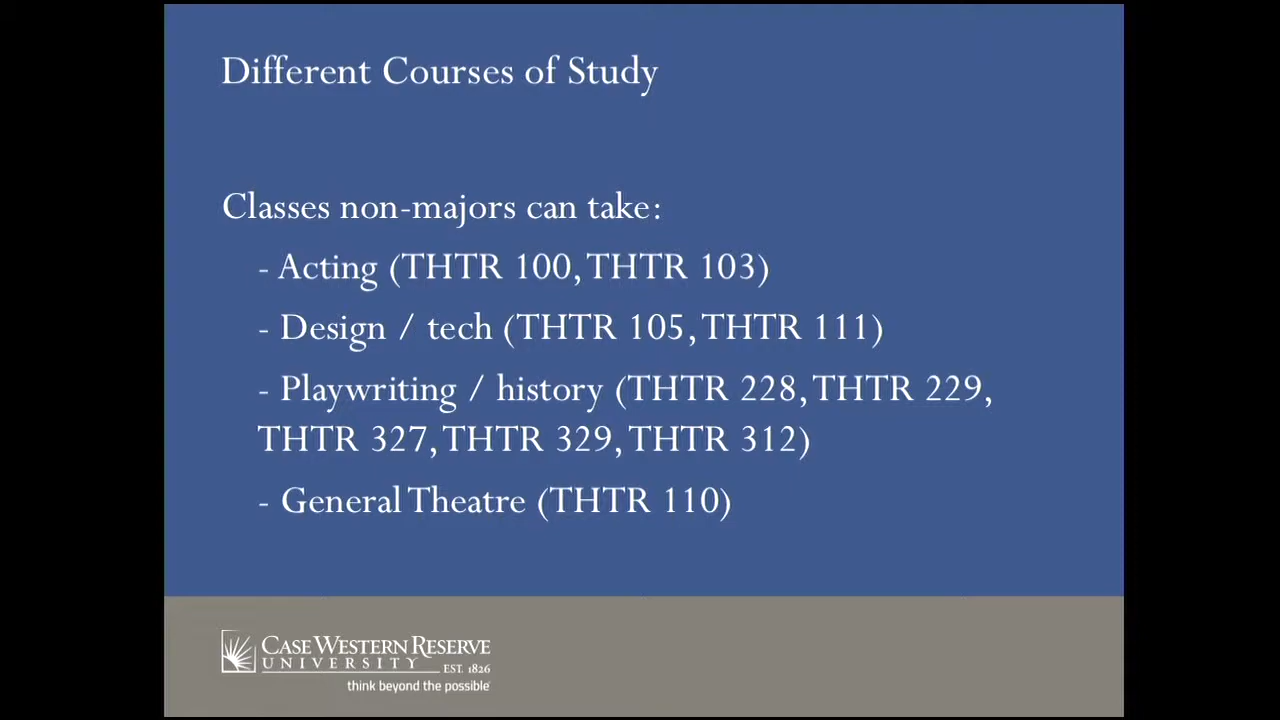 Different Courses of Study
Classes non-majors can take:
- Acting (THTR 100, THTR 103)
- Design / tech (THTR 105, THTR 111)
- Playwriting / history (THTR 228, THTR 229,
THTR 327, THTR 329, THTR 312)
- General Theatre (THTR 110)
CASE WESTERN RESERVE
UNIVERSITY EST. 1826
think beyond the possible